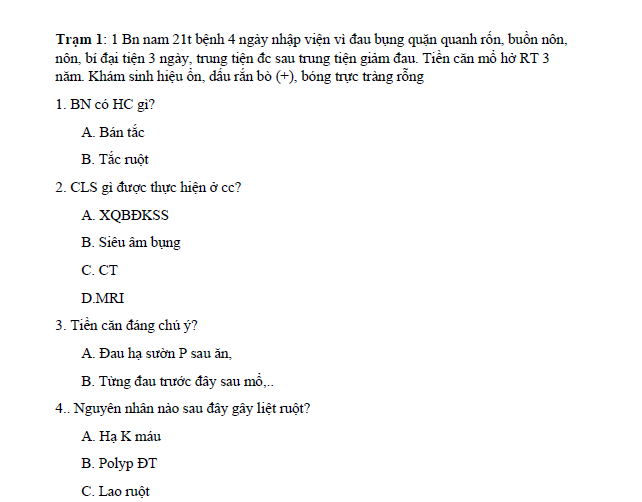 Trạm 1: 1 Bn nam 21t bệnh 4 ngày nhập viện vì đau bụng quặn quanh rốn, buồn nôn,
nôn, bí đại tiện 3 ngày, trung tiện đc sau trung tiện giảm đau. Tiền căn mổ hở RT 3
năm. Khám sinh hiệu ổn, dấu rắn bò (+), bóng trực tràng rỗng
1. BN có HC gì?
A. Bán tắc
B. Tắc ruột
2. CLS gì được thực hiện ở cc?
A. XQBĐKSS
B. Siêu âm bụng
C. CT
D.MRI
3. Tiền căn đáng chú ý?
A. Đau hạ sườn P sau ăn,
B. Từng đau trước đây sau mổ,..
4.. Nguyên nhân nào sau đây gây liệt ruột?
A. Hạ K máu
B. Polyp ĐT
C. Lao ruột